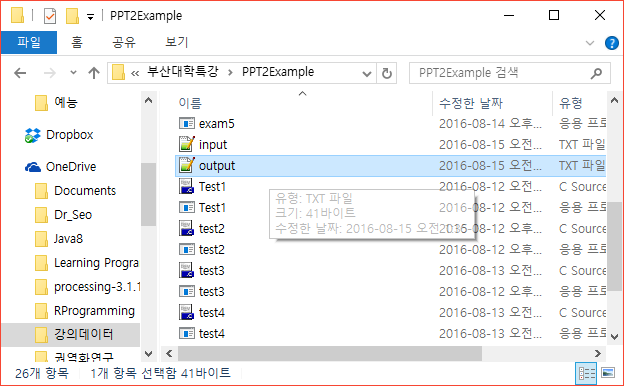 PPT2Example
파일 홈 공유 보기
« 부산대학특강 > PPT2Example
PPT2Example 검색
예능
Dropbox
OneDrive
Documents
Dr_Seo
Java8
Learning Progra
processing-3.1.1
RProgramming
강의데이터
권역화연구
이름 수정한 날짜 유형
exam5 2016-08-14 오후... 응용 프로
input 2016-08-15 오전... TXT 파일
output 2016-08-15 오전... TXT 파일
Test1 2016-08-12 오전... C Source
Test1 2016-08-12 오전... 응용 프로
test2 2016-08-12 오전... C Source
test2 2016-08-12 오전... 응용 프로
test3 2016-08-13 오전... C Source
test3 2016-08-12 오후... 응용 프로
test4 2016-08-13 오전... C Source
test4 2016-08-13 오전... 응용 프로
유형: TXT 파일
크기: 41바이트
수정한 날짜: 2016-08-15 오전
26개 항목 1개 항목 선택함 41바이트